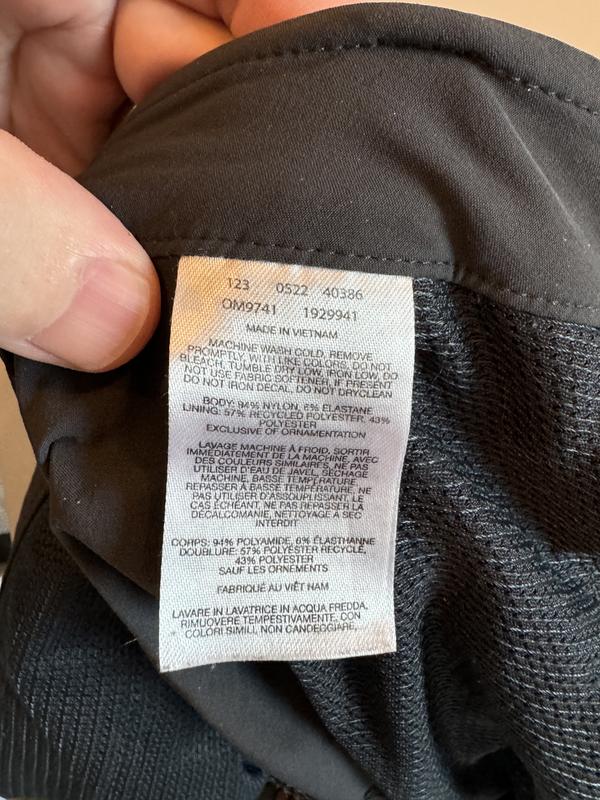 123 0522 40386
OM9741 1929941
MADE IN VIETNAM
MACHINE WASH COLD, REMOVE
PROMPTLY, WITH LIKE COLORS, DO NOT
BLEACH, TUMBLE DRY LOW, IRON LOW, DO
NOT USE FABRIC SOFTENER, IF PRESENT
DO NOT IRON DECAL, DO NOT DRYCLEAN
BODY: 94% NYLON, 6% ELASTANE
LINING: 57% RECYCLED POLYESTER, 43%
POLYESTER
EXCLUSIVE OF ORNAMENTATION
LAVAGE MACHINE À FROID, SORTIR
IMMÉDIATEMENT DE LA MACHINE, AVEC
DES COULEURS SIMILAIRES, NE PAS
UTILISER D'EAU DE JAVEL, SÉCHAGE
MACHINE, BASSE TEMPÉRATURE,
REPASSER À BASSE TEMPÉRATURE, NE
PAS UTILISER D'ASSOUPLISSANT, LE
CAS ÉCHÉANT, NE PAS REPASSER LA
DÉCALCOMANIE, NETTOYAGE À SEC
INTERDIT
CORPS: 94% POLYAMIDE, 6% ÉLASTHANNE
DOUBLURE: 57% POLYESTER RECYCLÉ,
43% POLYESTER
SAUF LES ORNEMENTS
FABRIQUÉ AU VIÊT NAM
LAVARE IN LAVATRICE IN ACQUA FREDDA,
RIMUOVERE TEMPESTIVAMENTE, CON
COLORI SIMILI, NON CANDEGGIARE,